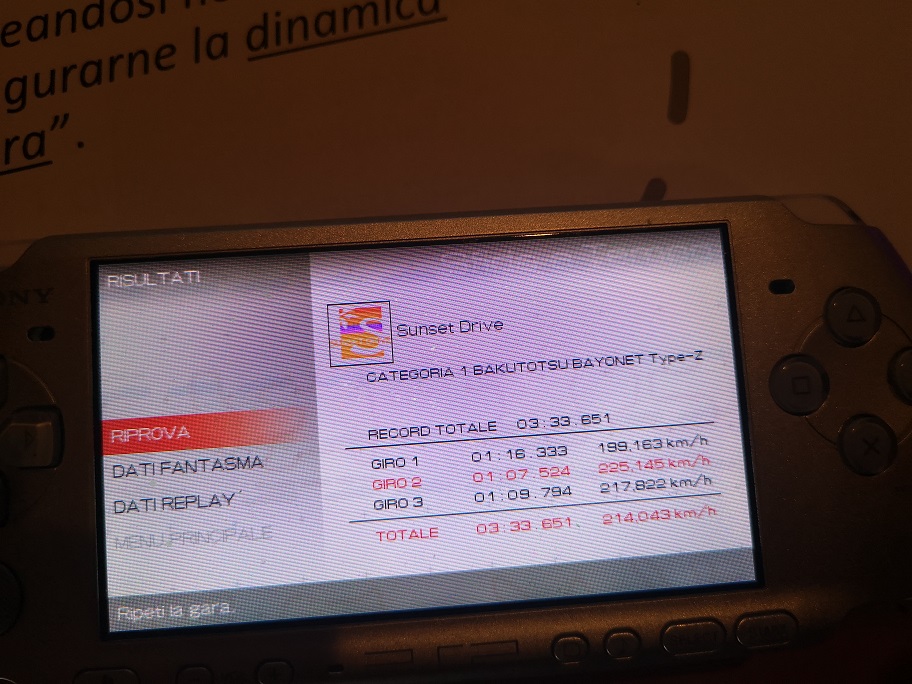 eandosi
gurarne la dinamica
ra”.
SONY
RISULTATI
Sunset Drive
CATEGORIA 1 BAKUTOTSU BAYONET Type-Z
RECORD TOTALE 03:33.651
GIRO 1 01:16.333 199.163 km/h
GIRO 2 01:07.524 225.145 km/h
GIRO 3 01:09.794 217.822 km/h
TOTALE 03:33.651. 214.043 km/h
RIPROVA
DATI FANTASMA
DATI REPLAY
MENU PRINCIPALE
Ripeti la gara.